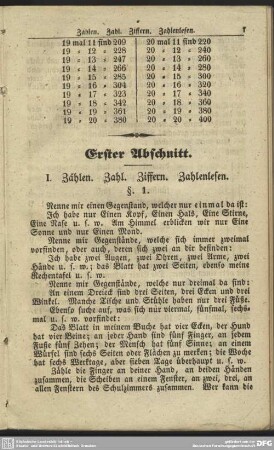 Zahlen. Zahl. Ziffern. Zahlenlesen.
19 mal 11 sind 209 20 mal 11 sind 220
19 = 12 = 228 20 = 12 = 240
19 = 13 = 247 20 = 13 = 260
19 = 14 = 266 20 = 14 = 280
19 = 15 = 285 20 = 15 = 300
19 = 16 = 304 20 = 16 = 320
19 = 17 = 323 20 = 17 = 340
19 = 18 = 342 20 = 18 = 360
19 = 19 = 361 20 = 19 = 380
19 = 20 = 380 20 = 20 = 400
Erster Abschnitt.
I. Zählen. Zahl. Ziffern. Zahlenlesen.
§. 1.
Nenne mir einen Gegenstand, welcher nur einmal da ist:
Ich habe nur Einen Kopf, Einen Hals, Eine Stirne,
Eine Nase u. s. w. Am Himmel erblicken wir nur Eine
Sonne und nur Einen Mond.
Nenne mir Gegenstände, welche sich immer zweimal
vorfinden, oder auch, deren sich zwei an dir befinden:
Ich habe zwei Augen, zwei Ohren, zwei Arme, zwei
Hände u. s. w.; das Blatt hat zwei Seiten, ebenso meine
Rechentafel u. s. w.
Nenne mir Gegenstände, welche nur dreimal da sind:
An einem Dreieck sind drei Seiten, drei Ecken und drei
Winkel. Manche Tische und Stühle haben nur drei Füße.
Ebenso suche auf, was sich nur viermal, fünfmal, sechsmal
u. s. w. vorfindet:
Das Blatt in meinem Buche hat vier Ecken, der Hund
hat vier Beine; an jeder Hand sind fünf Finger, an jedem
Fuße fünf Zehen; der Mensch hat fünf Sinne; an einem
Würfel sind sechs Seiten oder Flächen zu merken; die Woche
hat sechs Werktage, aber sieben Tage überhaupt u. s. w.
Zähle die Finger an deiner Hand, an beiden Händen
zusammen, die Scheiben an einem Fenster, an zwei, drei, an
allen Fenstern des Schulzimmers zusammen. Wer kann die
DFG